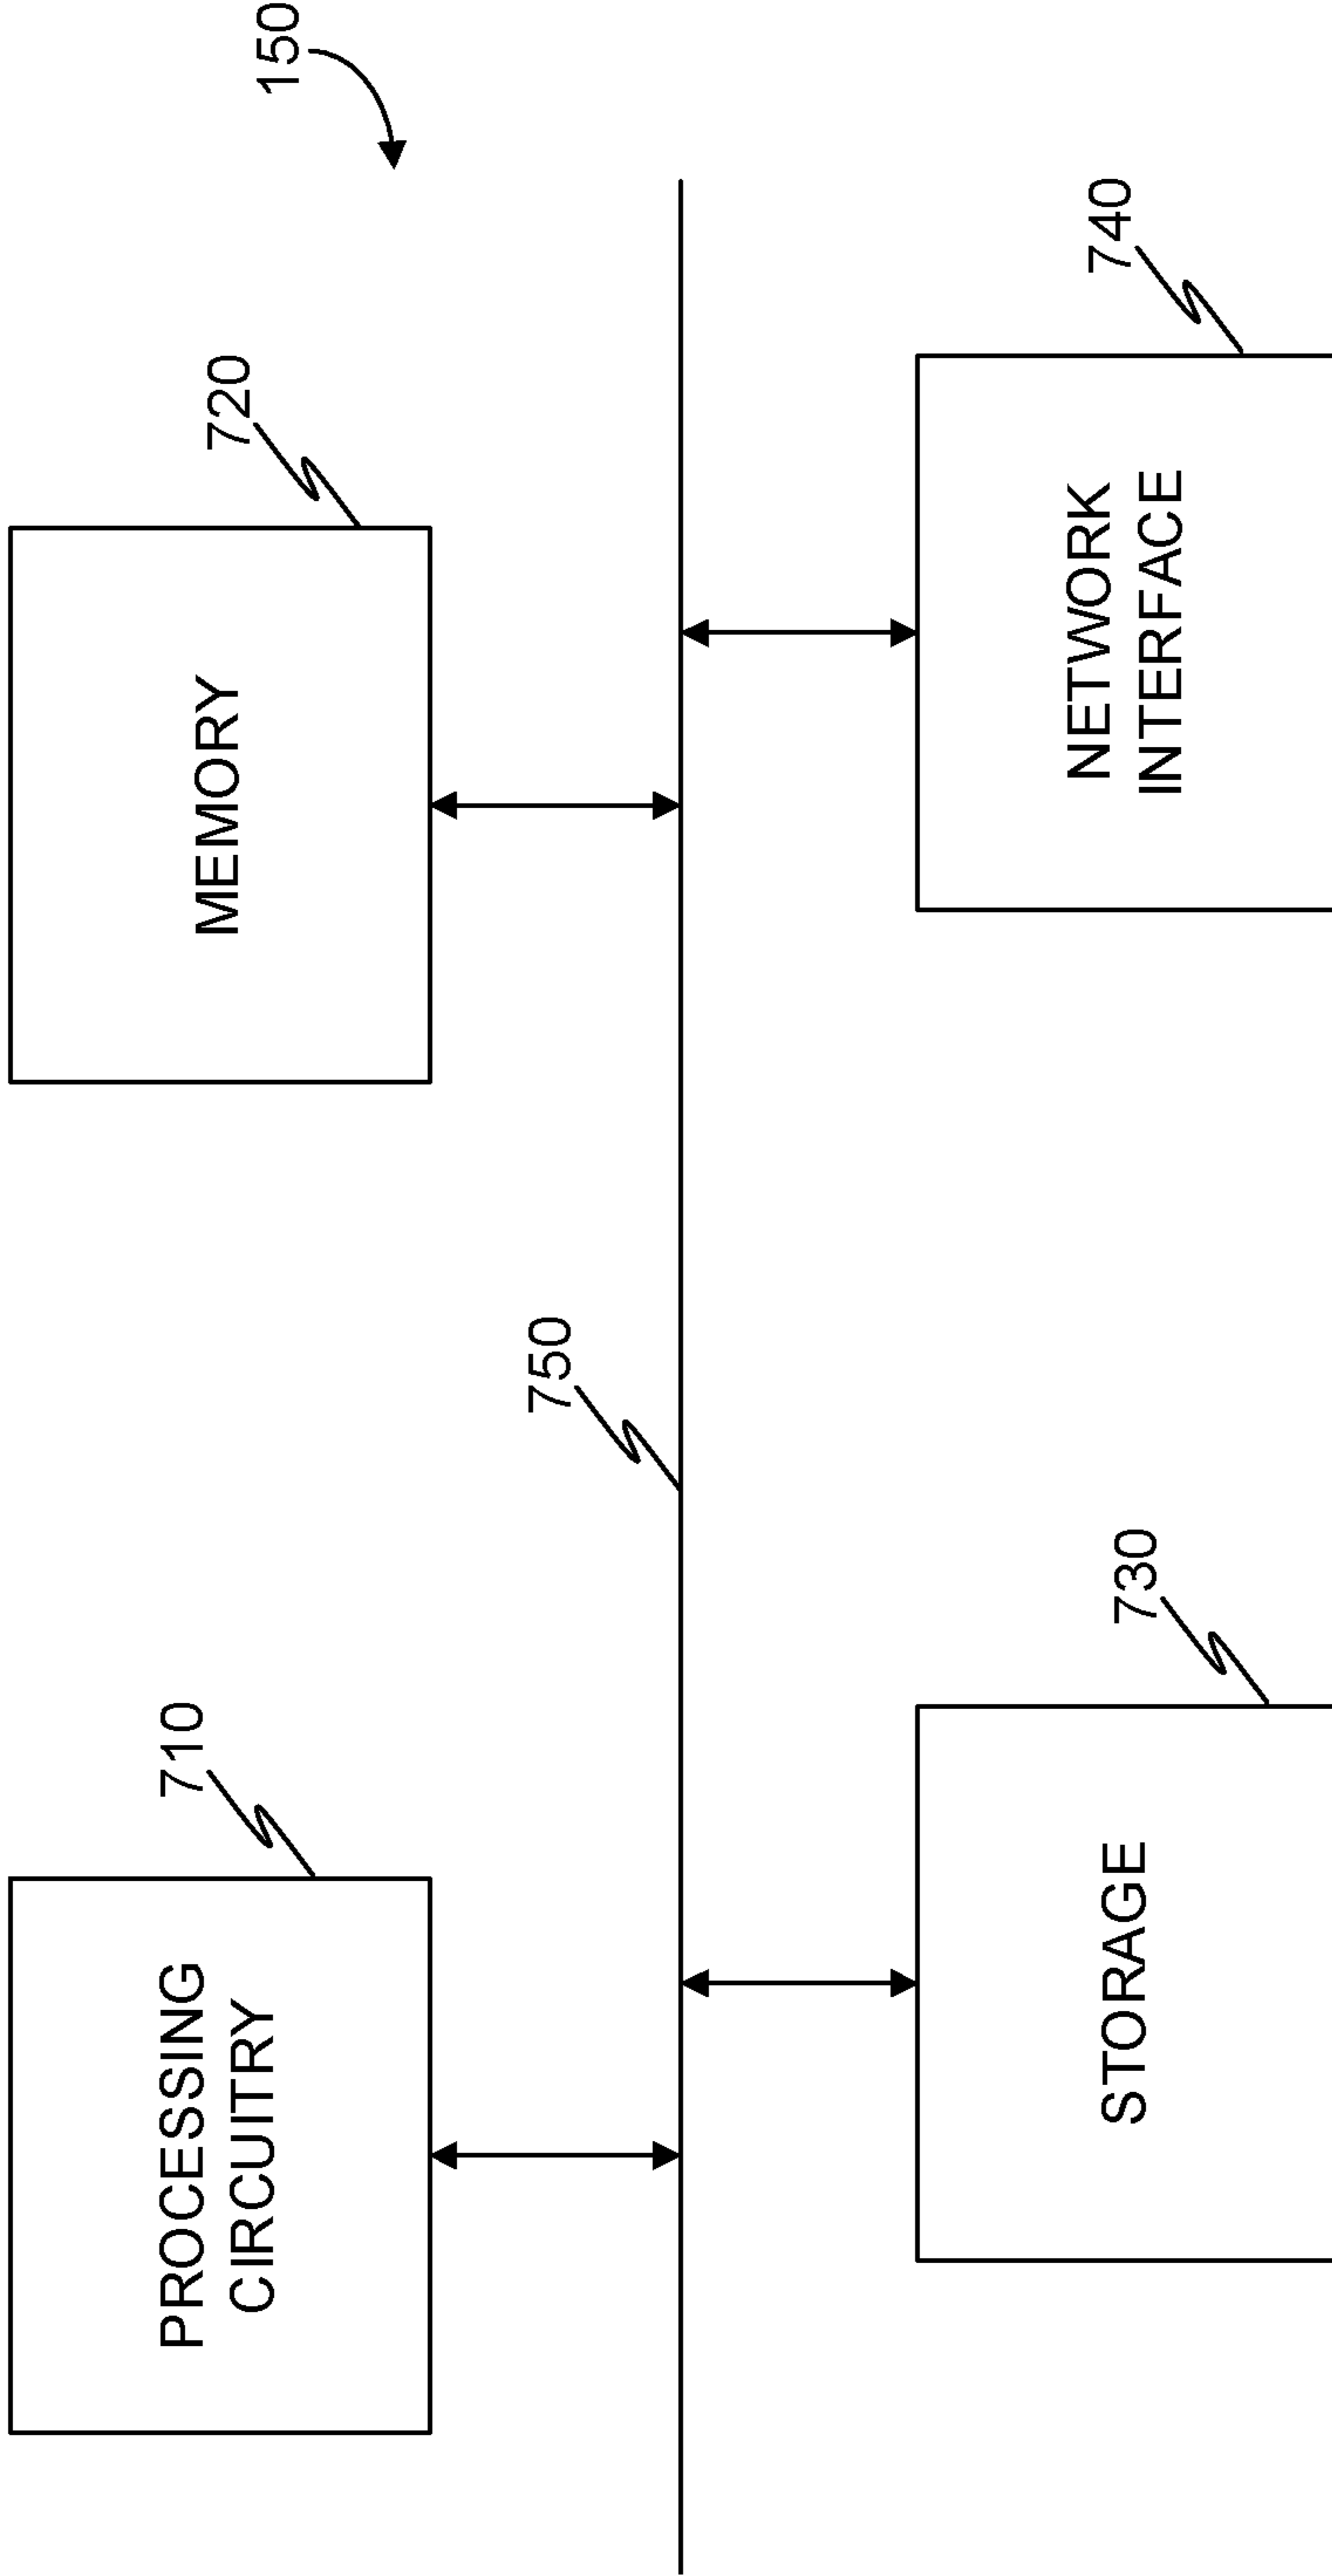 150
710
720
PROCESSING
CIRCUITRY
MEMORY
750
730
740
STORAGE
NETWORK
INTERFACE